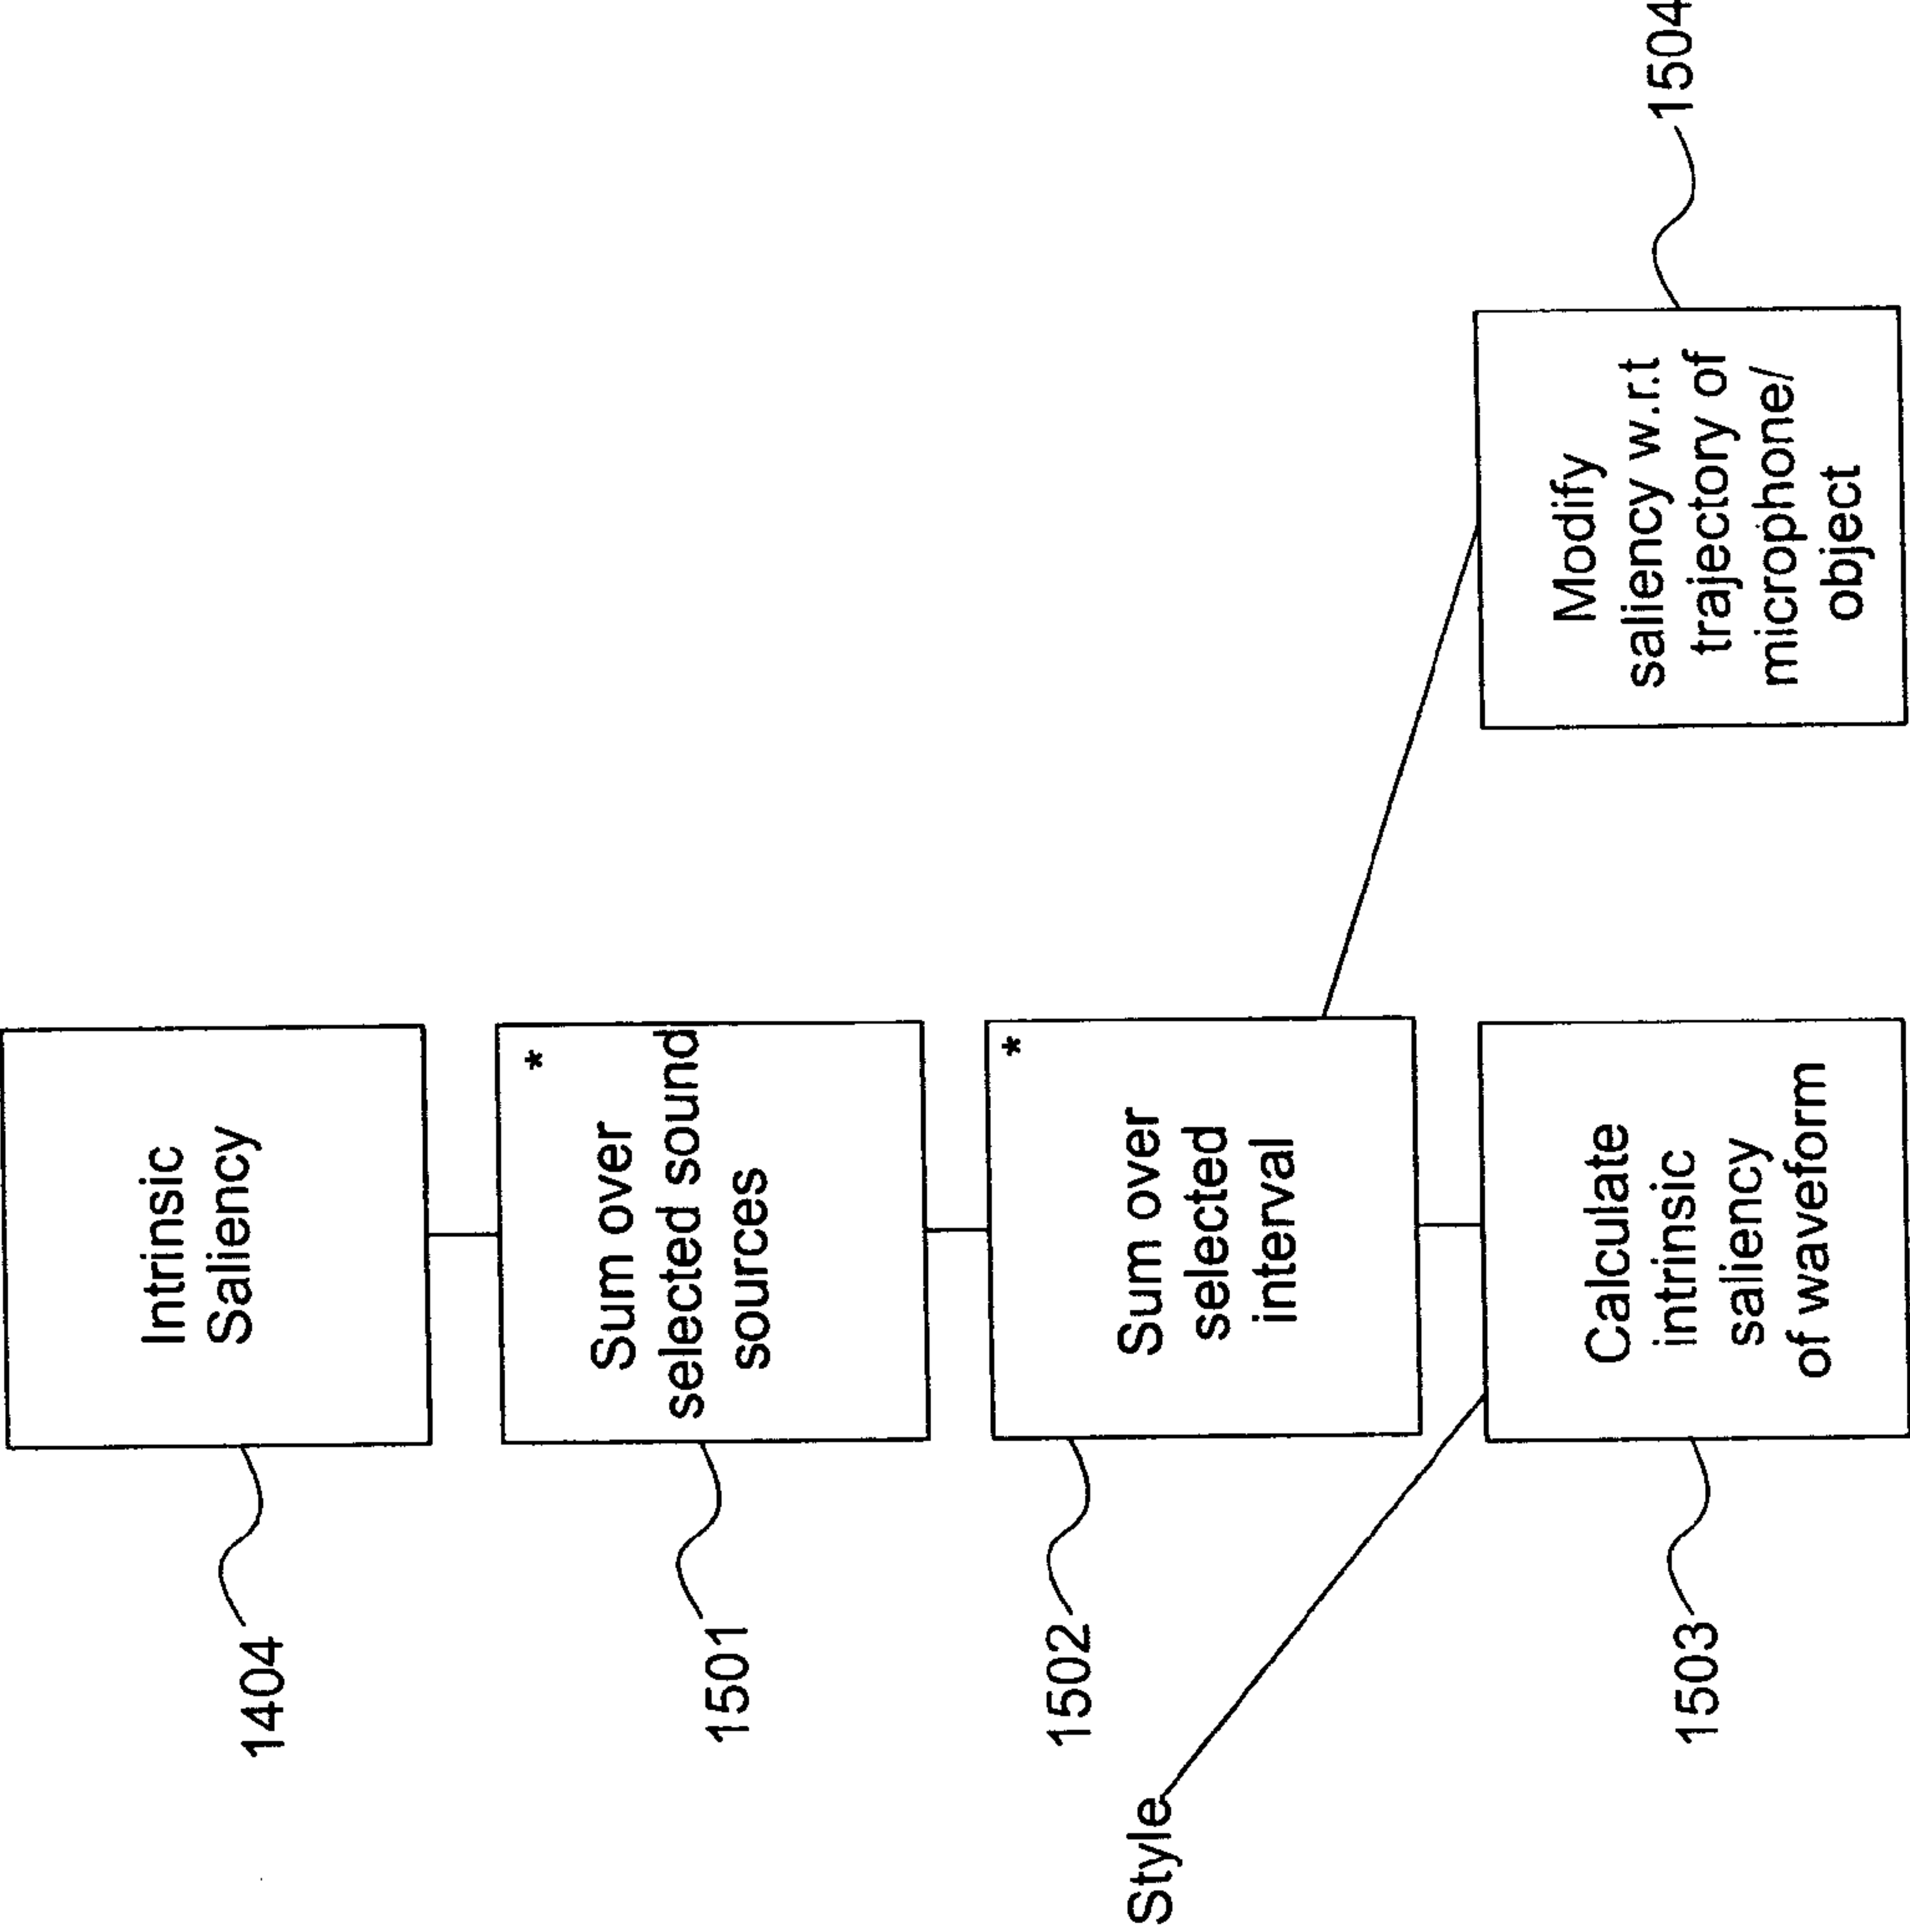 1404
Intrinsic
Saliency
1501
*
Sum over
selected sound
sources
1502
*
Sum over
selected
interval
Style
1503
Calculate
intrinsic
saliency
of waveform
Modify
saliency w.r.t
trajectory of
microphone/
object
1504